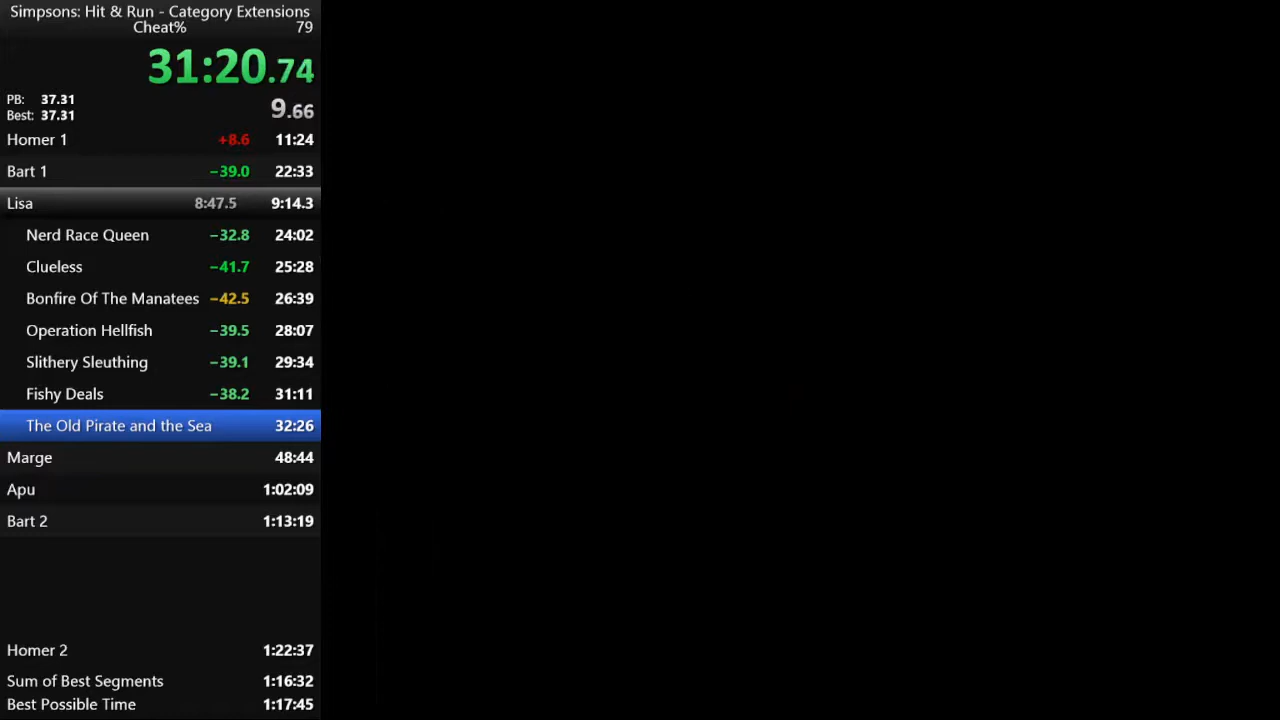 Simpsons: Hit & Run - Category Extensions
Cheat% 79
31:20.74
PB: 37.31
Best: 37.31
9.66
Homer 1 +8.6 11:24
Bart 1 −39.0 22:33
Lisa 8:47.5 9:14.3
Nerd Race Queen −32.8 24:02
Clueless −41.7 25:28
Bonfire Of The Manatees −42.5 26:39
Operation Hellfish −39.5 28:07
Slithery Sleuthing −39.1 29:34
Fishy Deals −38.2 31:11
The Old Pirate and the Sea 32:26
Marge 48:44
Apu 1:02:09
Bart 2 1:13:19
Homer 2 1:22:37
Sum of Best Segments 1:16:32
Best Possible Time 1:17:45